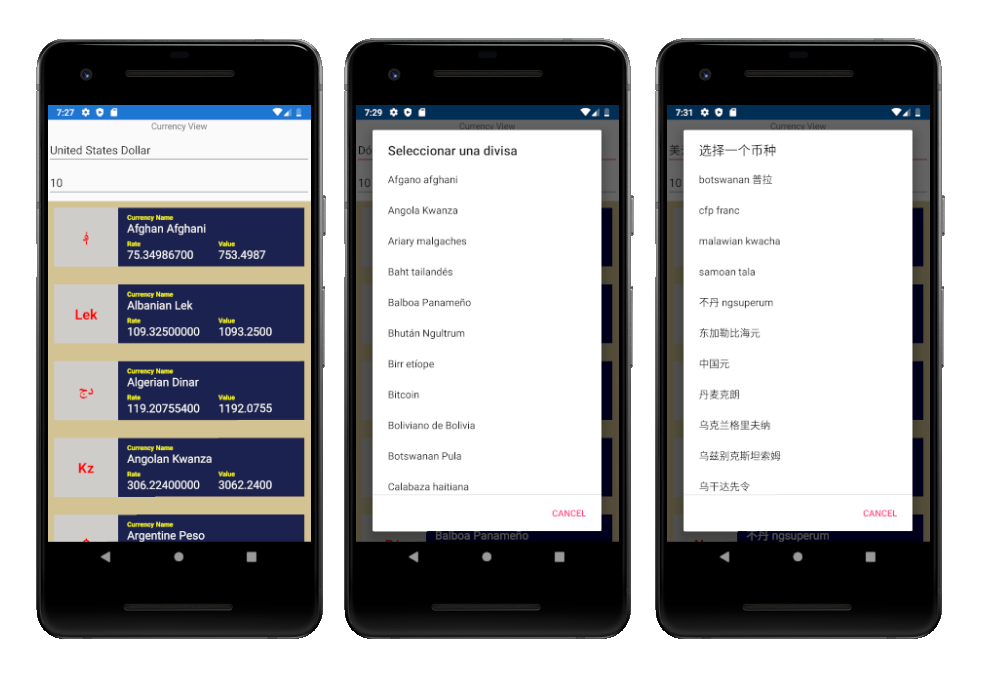 7:27
Currency View
United States Dollar
10
؋
Currency Name
Afghan Afghani
Rate
Value
75.34986700
753.4987
Lek
Currency Name
Albanian Lek
Rate
Value
109.32500000
1093.2500
دج
Currency Name
Algerian Dinar
Rate
Value
119.20755400
1192.0755
Kz
Currency Name
Angolan Kwanza
Rate
Value
306.22400000
3062.2400
Currency Name
Argentine Peso
7:29
Currency View
Dó
10
Seleccionar una divisa
Afgano afghani
Angola Kwanza
Ariary malgaches
Baht tailandés
Balboa Panameño
Bhután Ngultrum
Birr etíope
Bitcoin
Boliviano de Bolivia
Botswanan Pula
Calabaza haitiana
CANCEL
Balboa Panameño
7:31
Currency View
美
10
选择一个币种
botswanan 普拉
cfp franc
malawian kwacha
samoan tala
不丹 ngsuperum
东加勒比海元
中国元
丹麦克朗
乌克兰格里夫纳
乌兹别克斯坦索姆
乌干达先令
CANCEL
不丹 ngsuperum